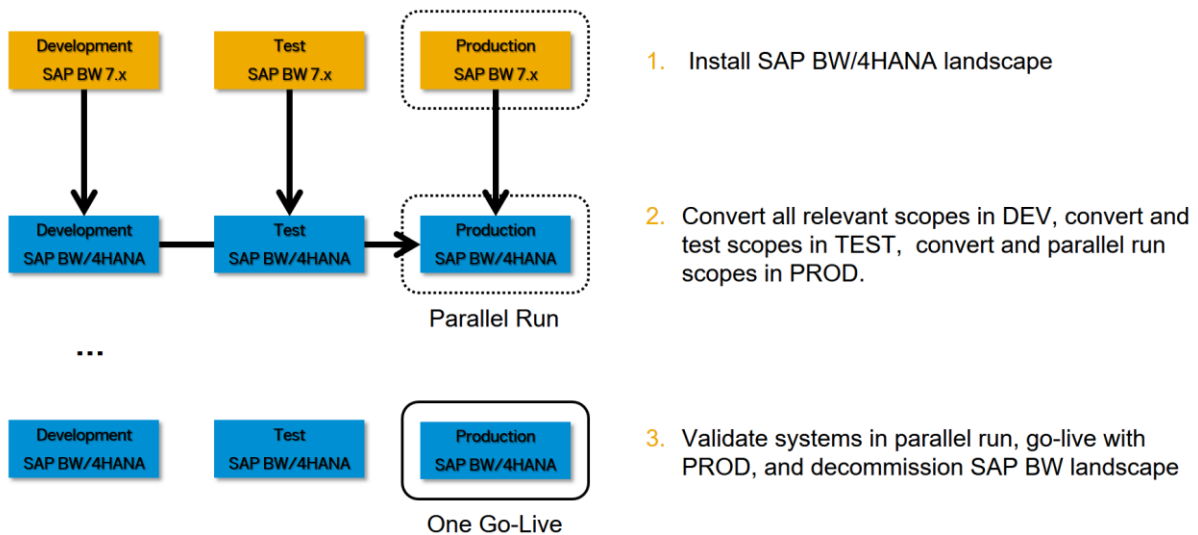 Development
SAP BW 7.x
Test
SAP BW 7.x
Production
SAP BW 7.x
1. Install SAP BW/4HANA landscape
Development
SAP BW/4HANA
Test
SAP BW/4HANA
Production
SAP BW/4HANA
Parallel Run
2. Convert all relevant scopes in DEV, convert and
test scopes in TEST, convert and parallel run
scopes in PROD.
...
Development
SAP BW/4HANA
Test
SAP BW/4HANA
Production
SAP BW/4HANA
One Go-Live
3. Validate systems in parallel run, go-live with
PROD, and decommission SAP BW landscape